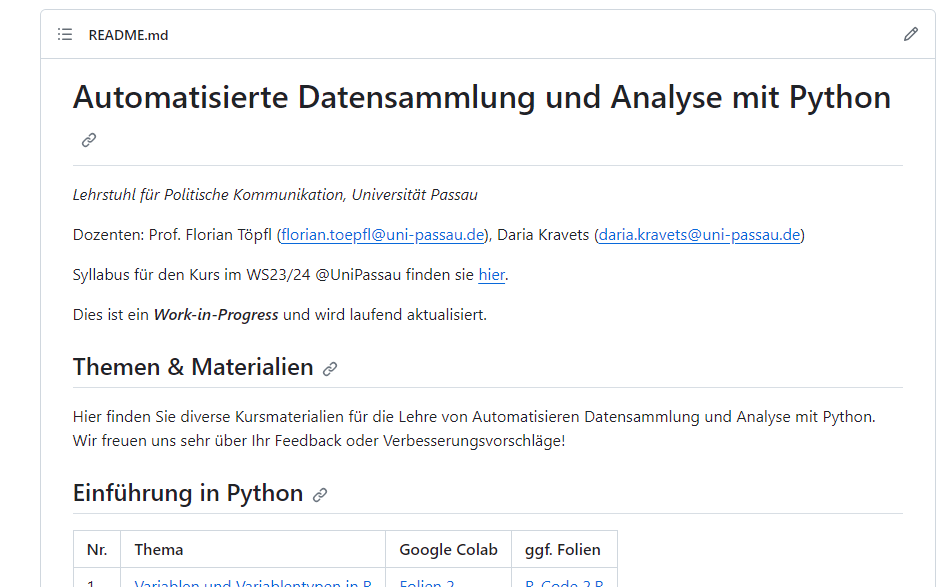 README.md
Automatisierte Datensammlung und Analyse mit Python
Lehrstuhl für Politische Kommunikation, Universität Passau
Dozenten: Prof. Florian Töpfl (florian.toepfl@uni-passau.de), Daria Kravets (daria.kravets@uni-passau.de)
Syllabus für den Kurs im WS23/24 @UniPassau finden sie hier.
Dies ist ein Work-in-Progress und wird laufend aktualisiert.
Themen & Materialien
Hier finden Sie diverse Kursmaterialien für die Lehre von Automatisieren Datensammlung und Analyse mit Python.
Wir freuen uns sehr über Ihr Feedback oder Verbesserungsvorschläge!
Einführung in Python
Nr. Thema Google Colab ggf. Folien
1 Variablen und Variablentypen in R Folien 2 R-Code 2.R